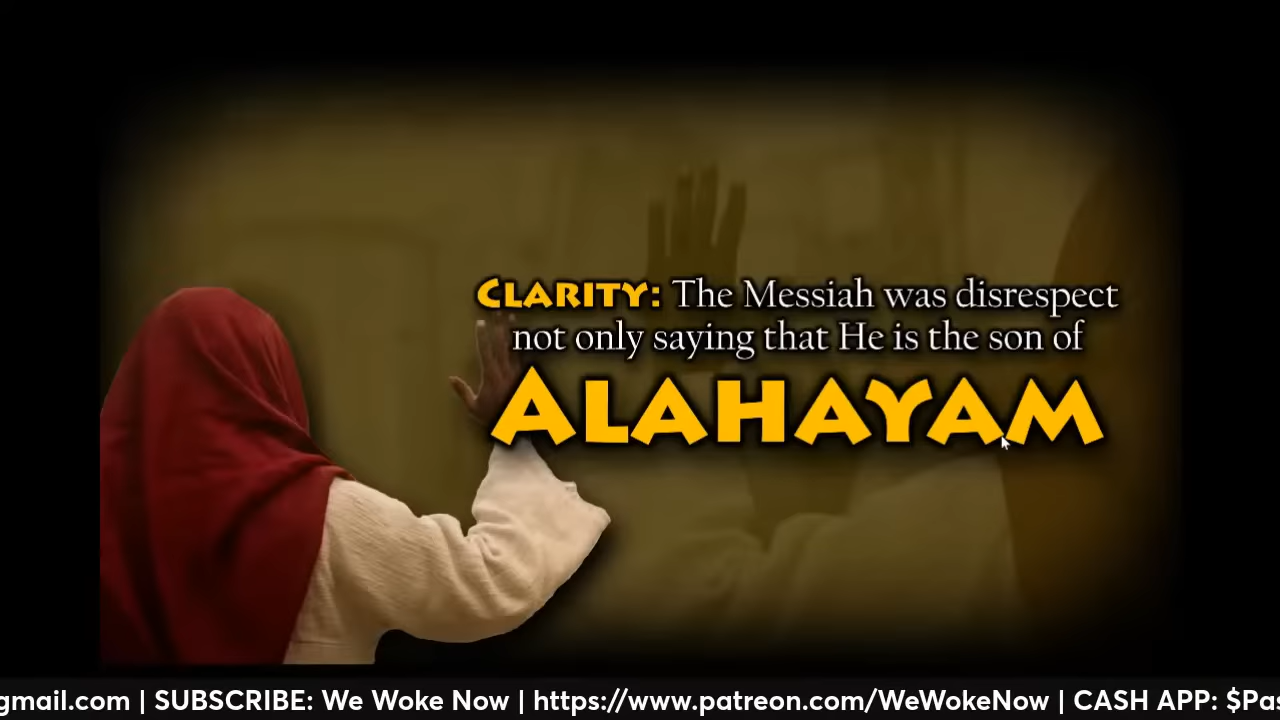 CLARITY: The Messiah was disrespect
not only saying that He is the son of
ALAHAYAM
gmail.com | SUBSCRIBE: We Woke Now | https://www.patreon.com/WeWokeNow | CASH APP: $Pas